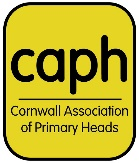 caph
Cornwall Association
of Primary Heads